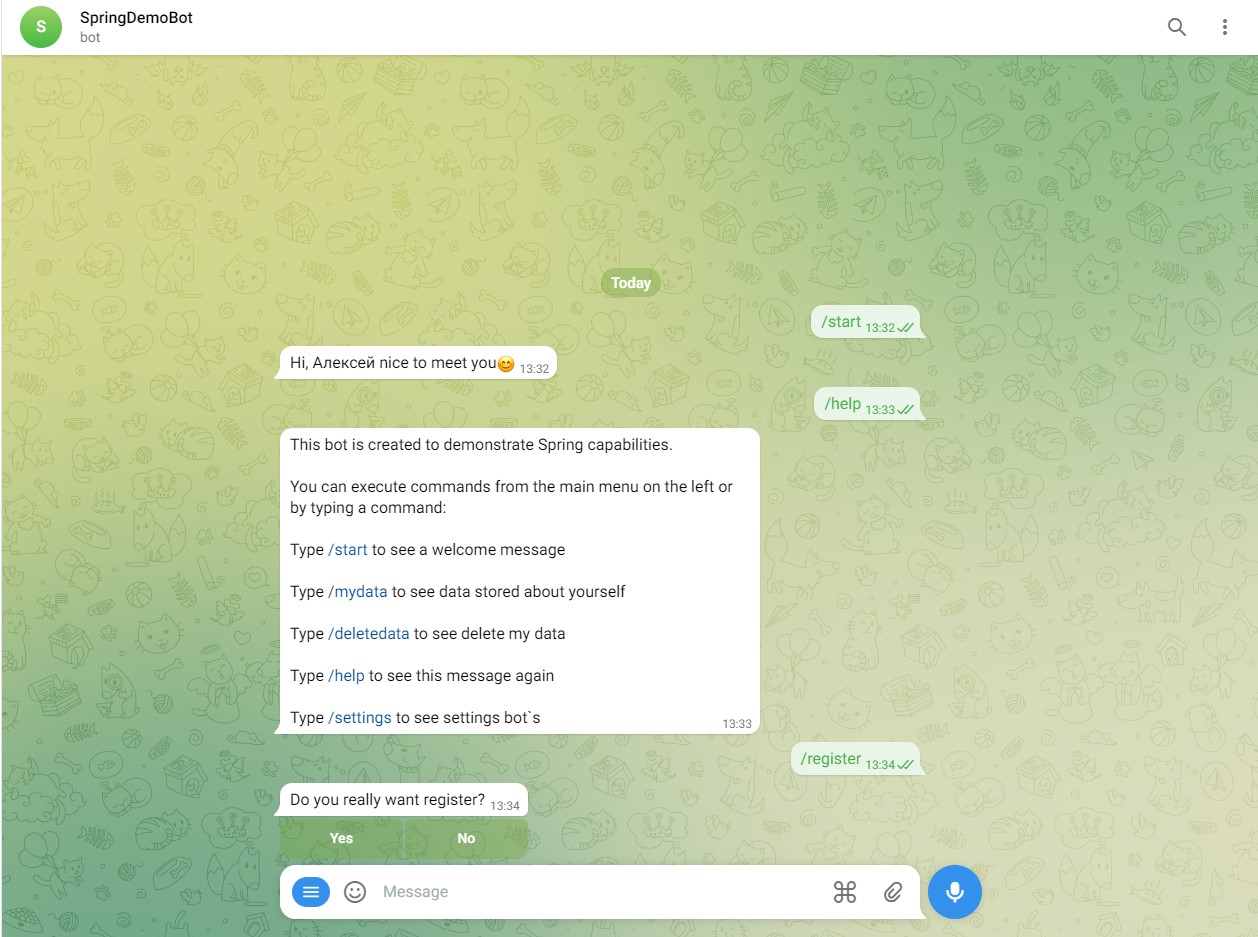 S
SpringDemoBot
bot
Today
/start 13:32
Hi, Алексей nice to meet you😊 13:32
/help 13:33
This bot is created to demonstrate Spring capabilities.
You can execute commands from the main menu on the left or
by typing a command:
Type /start to see a welcome message
Type /mydata to see data stored about yourself
Type /deletedata to see delete my data
Type /help to see this message again
Type /settings to see settings bot`s 13:33
/register 13:34
Do you really want register? 13:34
Yes No
Message